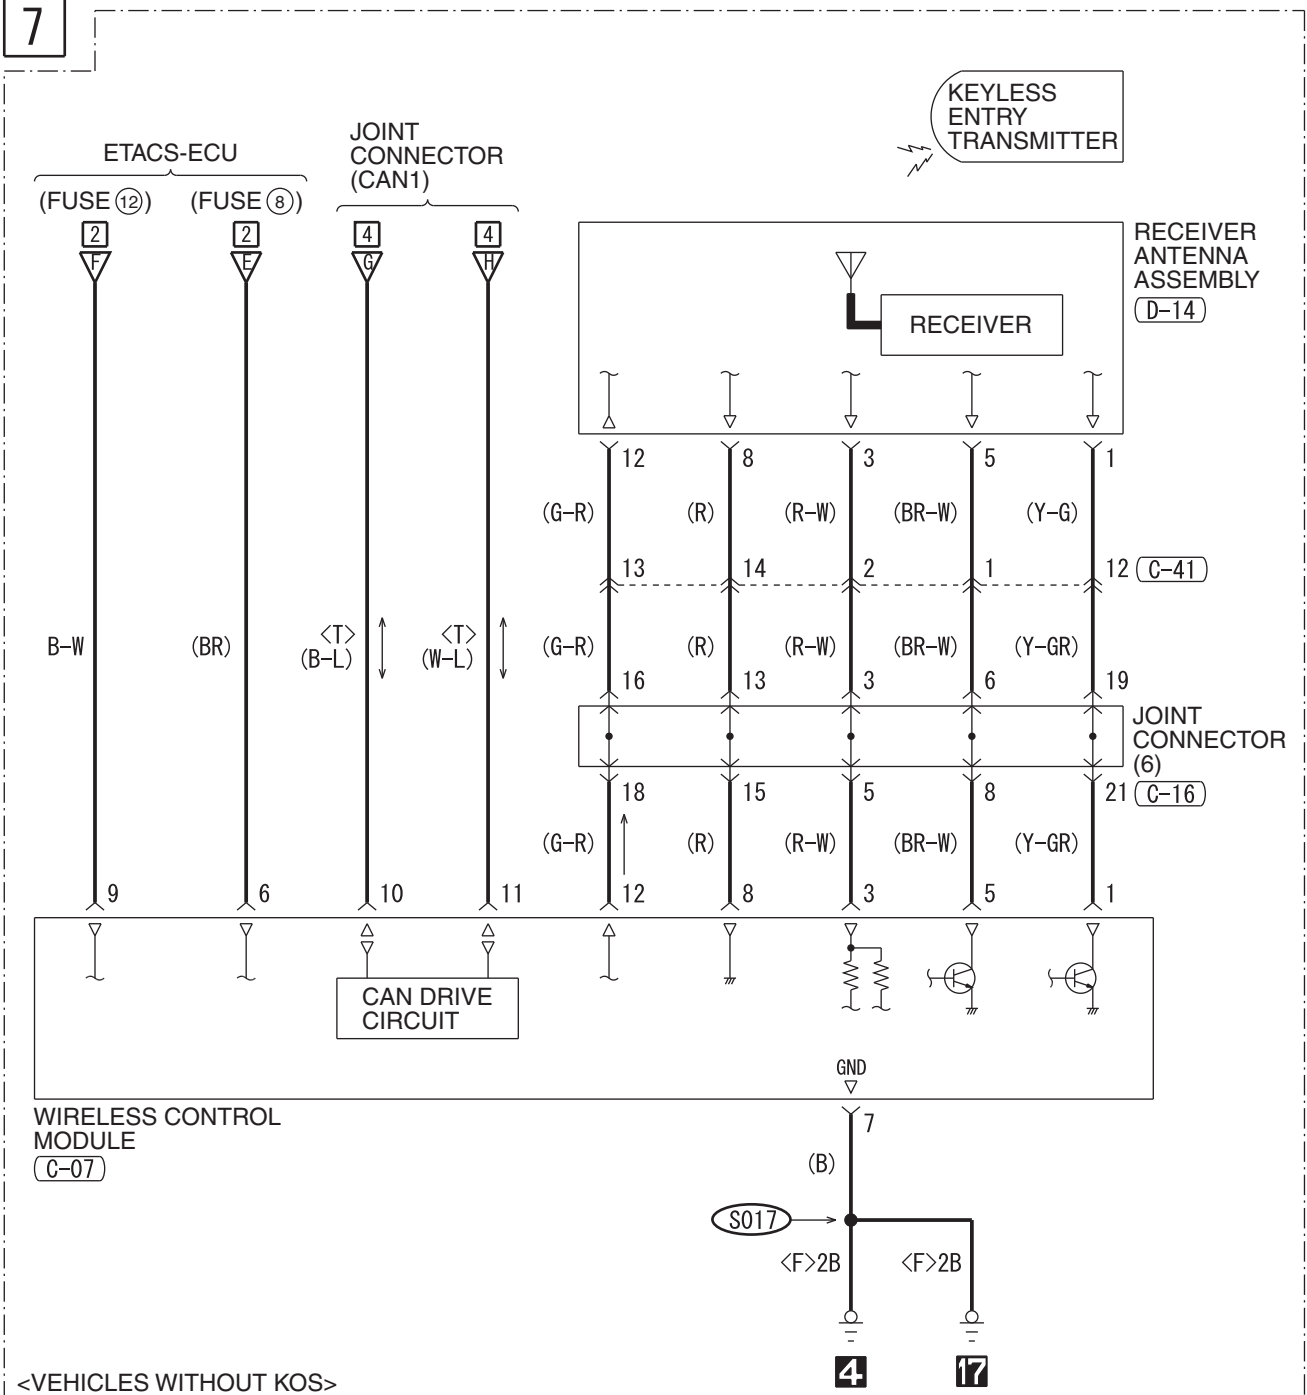 7
KEYLESS
ENTRY
TRANSMITTER
ETACS-ECU
JOINT
CONNECTOR
(CAN1)
(FUSE 12) (FUSE 8)
2 2 4 4
F E G H
RECEIVER
ANTENNA
ASSEMBLY
D-14
RECEIVER
12 8 3 5 1
(G-R) (R) (R-W) (BR-W) (Y-G)
13 14 2 1 12 C-41
B-W (BR) <T> <T> (G-R) (R) (R-W) (BR-W) (Y-GR)
(B-L) (W-L)
16 13 3 6 19
JOINT
CONNECTOR
(6)
18 15 5 8 21 C-16
(G-R) (R) (R-W) (BR-W) (Y-GR)
9 6 10 11 12 8 3 5 1
CAN DRIVE
CIRCUIT
GND
WIRELESS CONTROL
MODULE
C-07
7
(B)
S017
<F>2B <F>2B
4 17
<VEHICLES WITHOUT KOS>